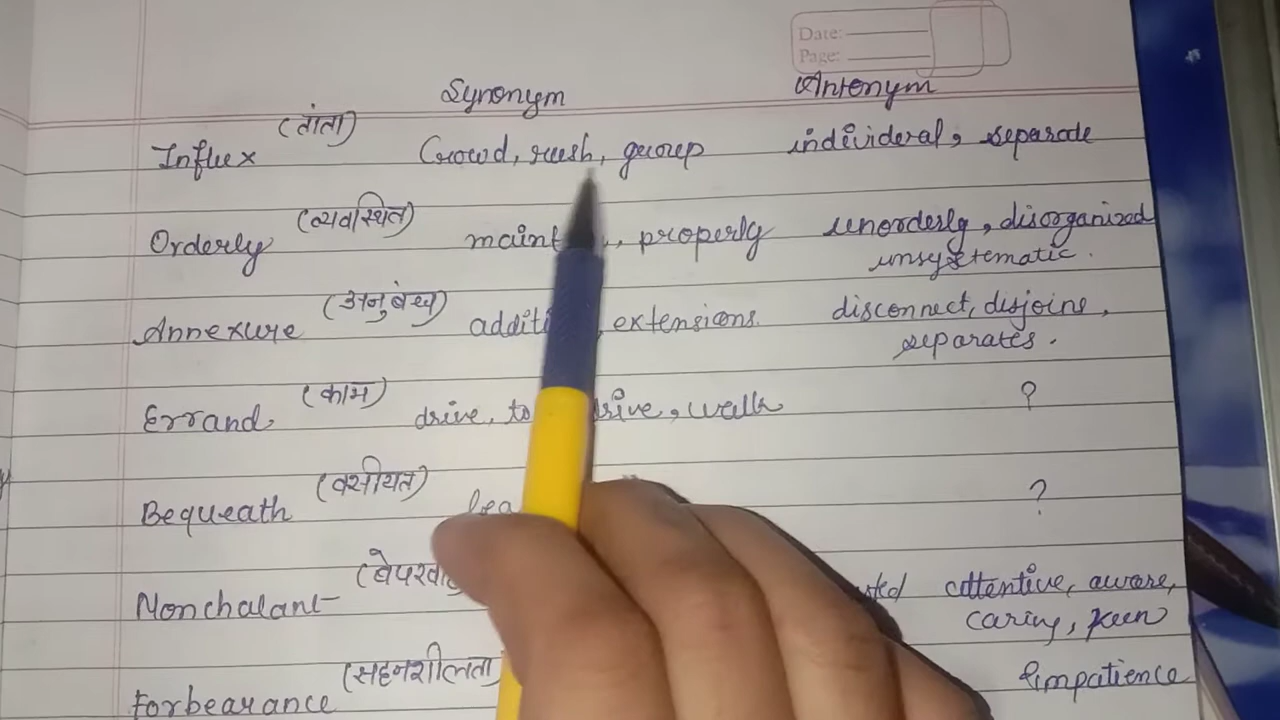 Date:
Page:
Synonym Antonym
Influx (तांता) Crowd, rush, group individual, separate
Orderly (व्यवस्थित) properly unorderly, disorganized
unsystematic.
Annexure (अनुबंध) extensions. disconnect, disjoins,
separates.
Errand. (काम) drive, to walk ?
Bequeath (वसीयत) ?
Nonchalant attentive, aware,
caring, keen
Forbearance (सहनशीलता) impatience